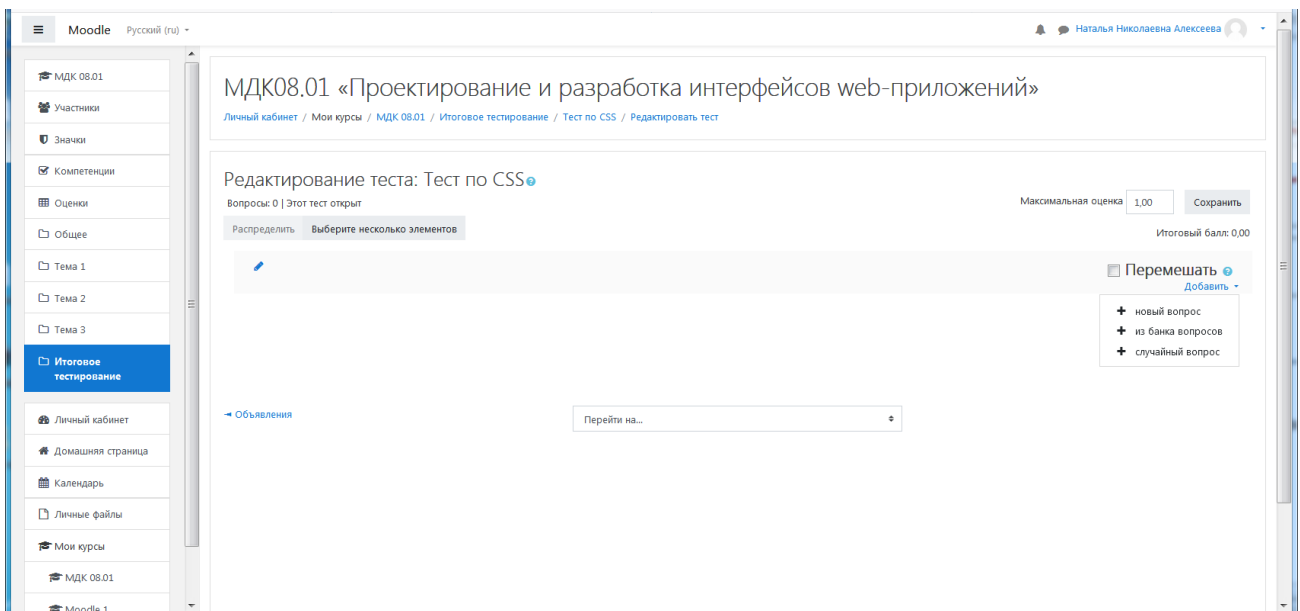 Moodle Русский (ru)
Наталья Николаевна Алексеева
МДК 08.01
Участники
Значки
Компетенции
Оценки
Общее
Тема 1
Тема 2
Тема 3
Итоговое
тестирование
Личный кабинет
Домашняя страница
Календарь
Личные файлы
Мои курсы
МДК 08.01
Moodle 1
МДК08.01 «Проектирование и разработка интерфейсов web-приложений»
Личный кабинет / Мои курсы / МДК 08.01 / Итоговое тестирование / Тест по CSS / Редактировать тест
Редактирование теста: Тест по CSS
Вопросы: 0 | Этот тест открыт
Максимальная оценка 1,00 Сохранить
Распределить Выберите несколько элементов
Итоговый балл: 0,00
Перемешать
Добавить
новый вопрос
из банка вопросов
случайный вопрос
Объявления
Перейти на...